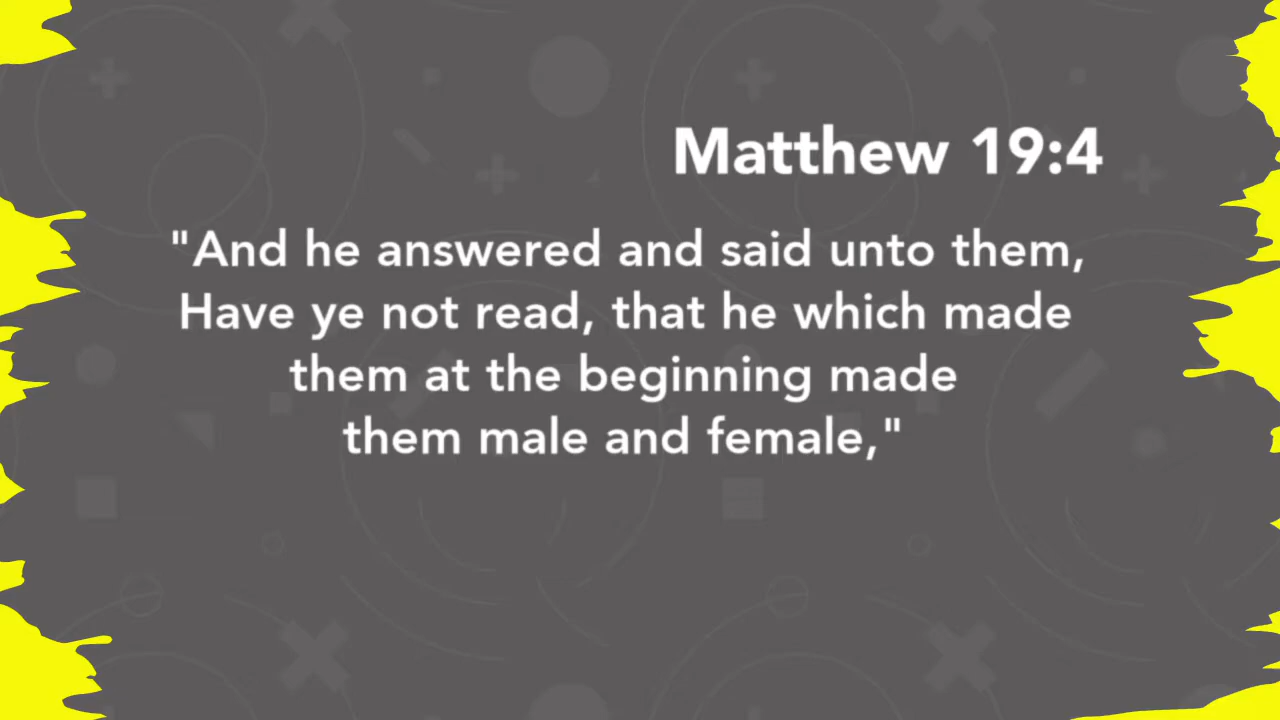 Matthew 19:4
"And he answered and said unto them,
Have ye not read, that he which made
them at the beginning made
them male and female,"